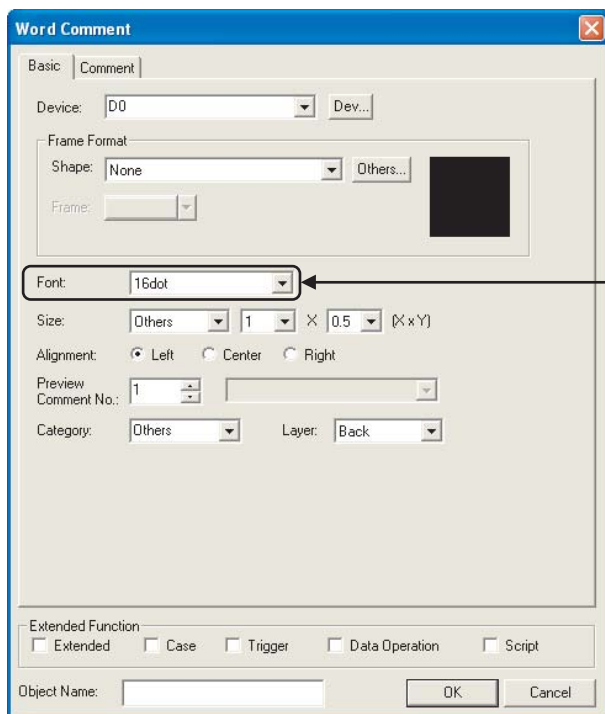 Word Comment
Basic Comment
Device: D0 Dev...
Frame Format
Shape: None Others...
Frame:
Font: 16dot
Size: Others 1 X 0.5 (X x Y)
Alignment: Left Center Right
Preview
Comment No.: 1
Category: Others Layer: Back
Extended Function
Extended Case Trigger Data Operation Script
Object Name: OK Cancel